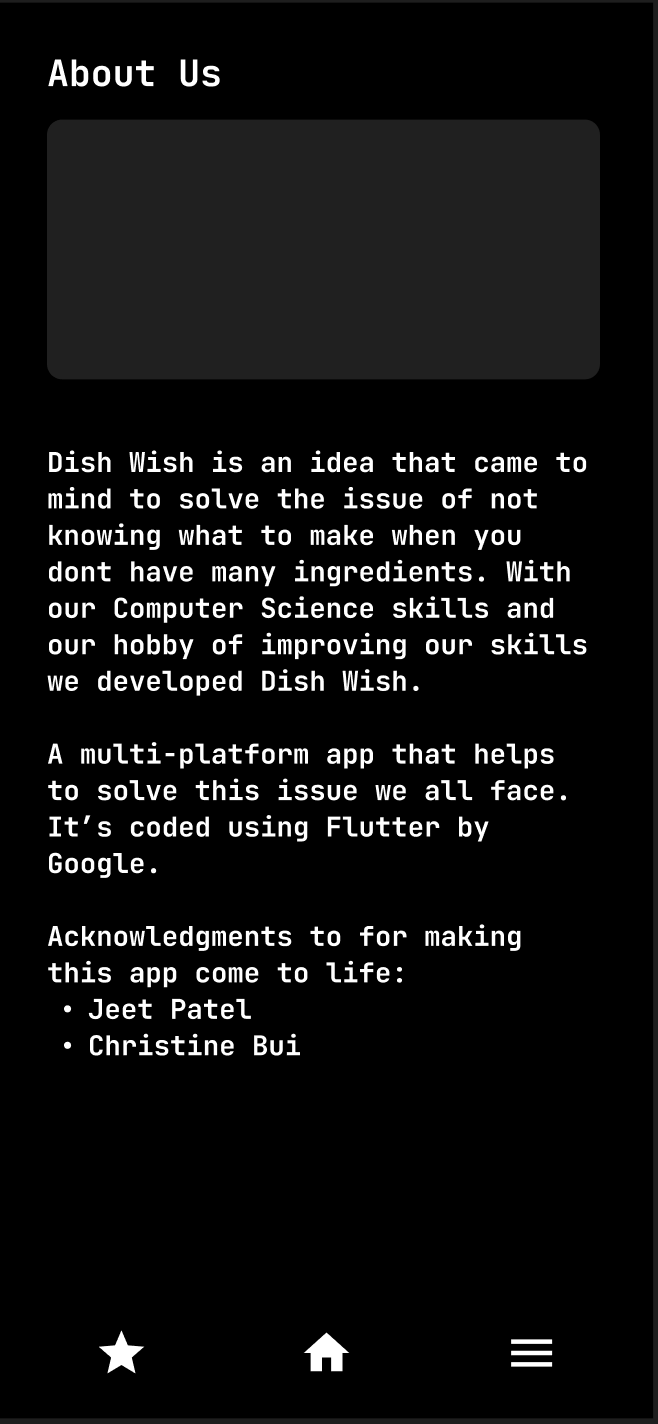 About Us
Dish Wish is an idea that came to
mind to solve the issue of not
knowing what to make when you
dont have many ingredients. With
our Computer Science skills and
our hobby of improving our skills
we developed Dish Wish.
A multi-platform app that helps
to solve this issue we all face.
It’s coded using Flutter by
Google.
Acknowledgments to for making
this app come to life:
• Jeet Patel
• Christine Bui